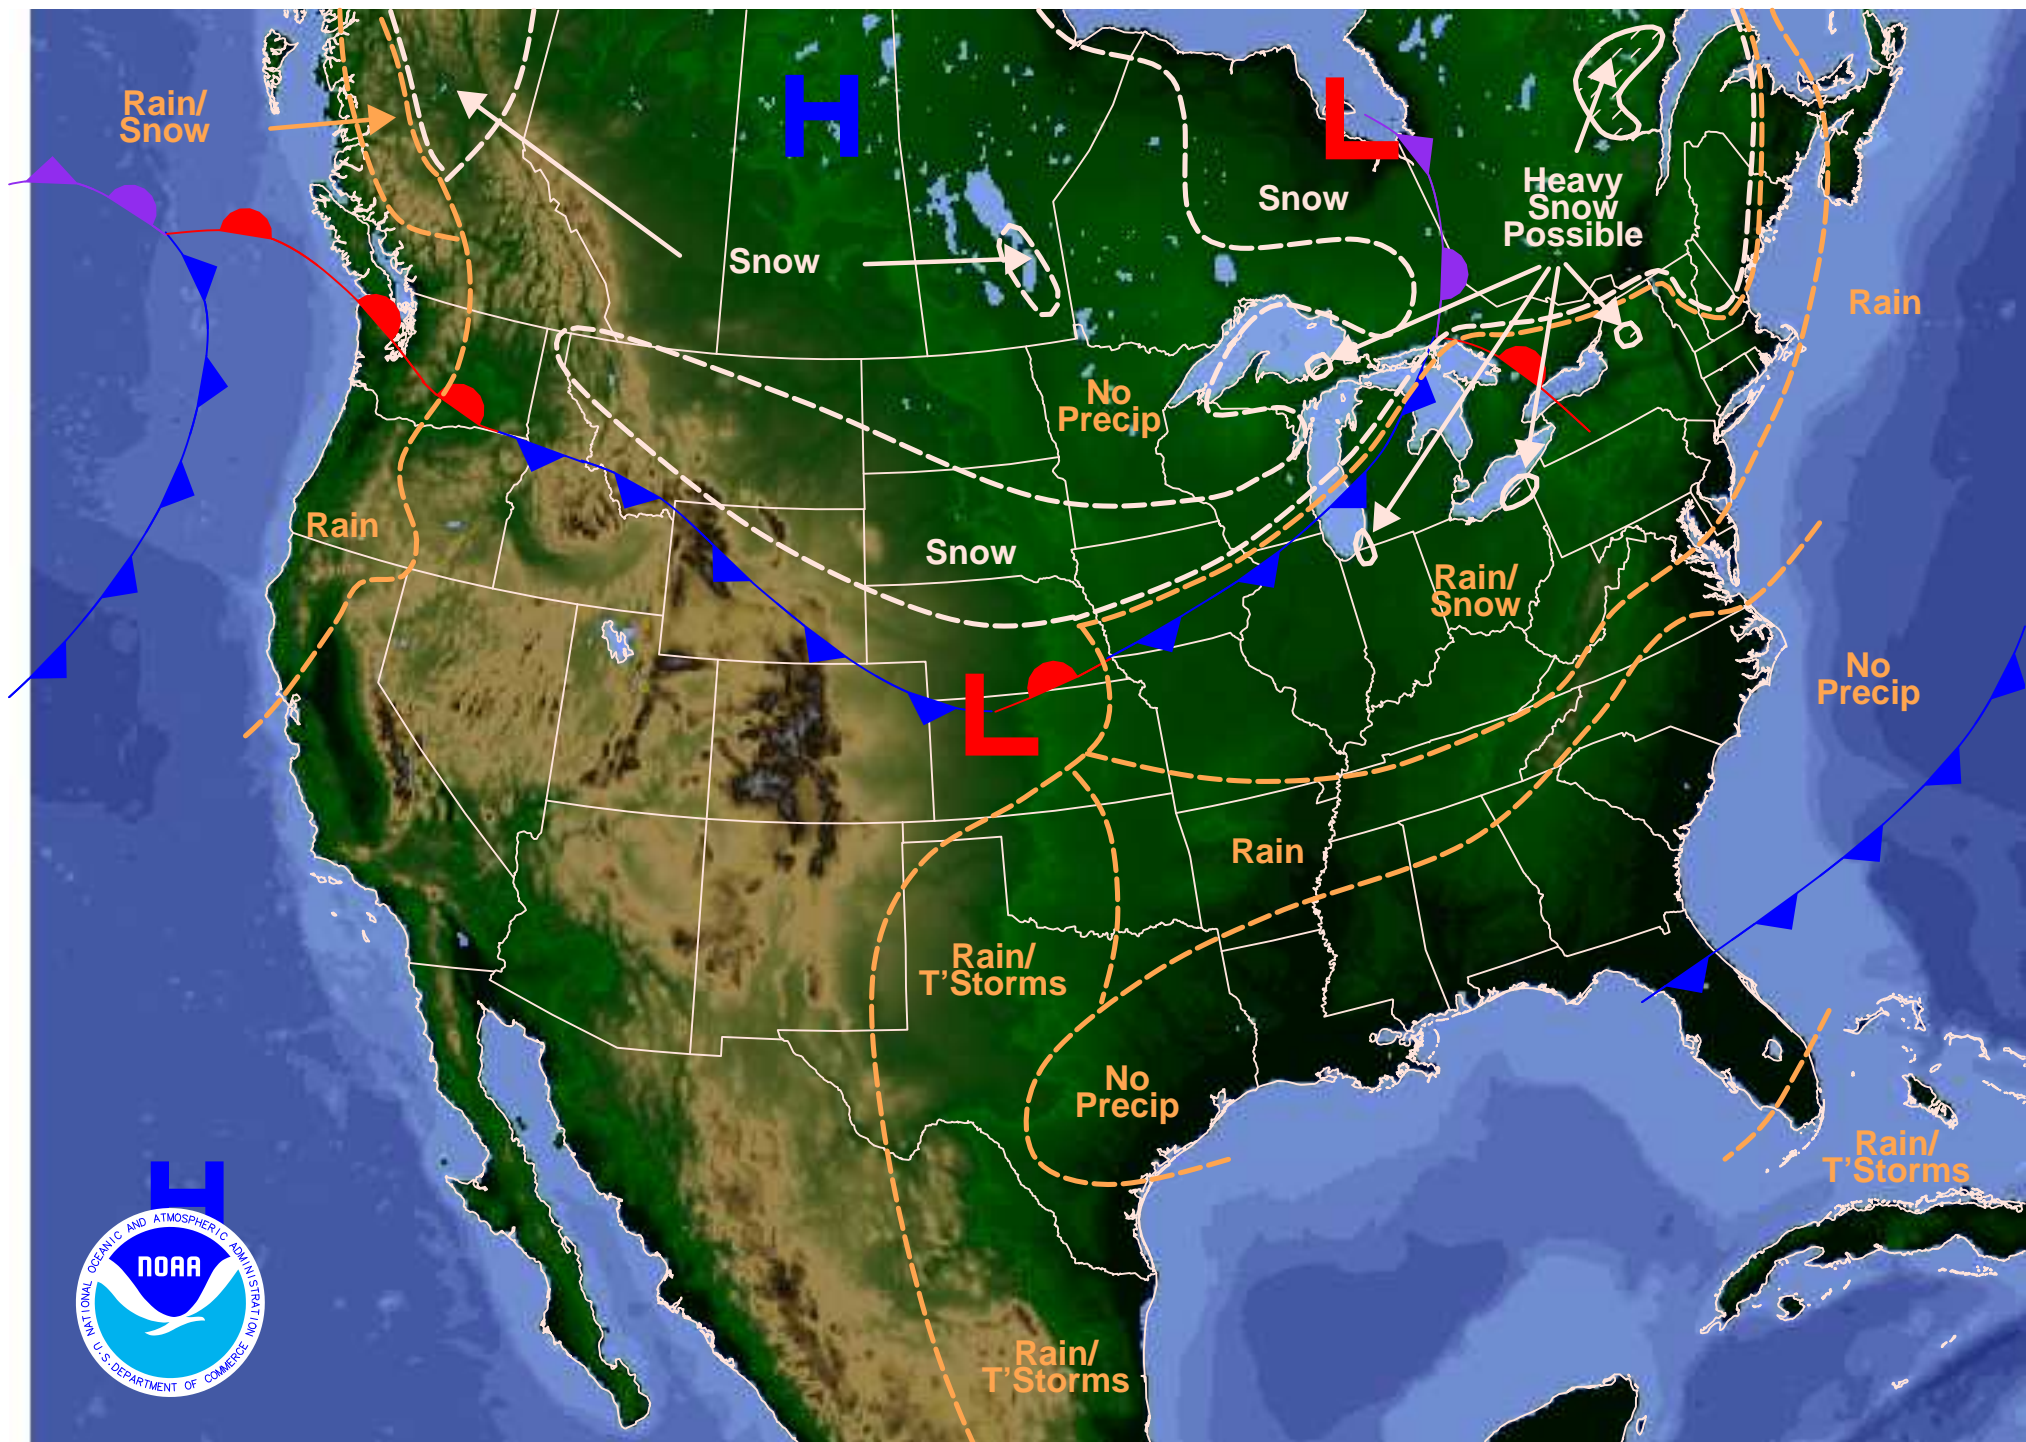 H
L
Rain/
Snow
Heavy
Snow
Possible
Snow
Snow
Rain
No
Precip
Rain
Snow
Rain/
Snow
No
Precip
L
Rain
Rain/
T'Storms
No
Precip
Rain/
T'Storms
H
NATIONAL OCEANIC AND ATMOSPHERIC ADMINISTRATION
NOAA
U.S. DEPARTMENT OF COMMERCE
Rain/
T'Storms